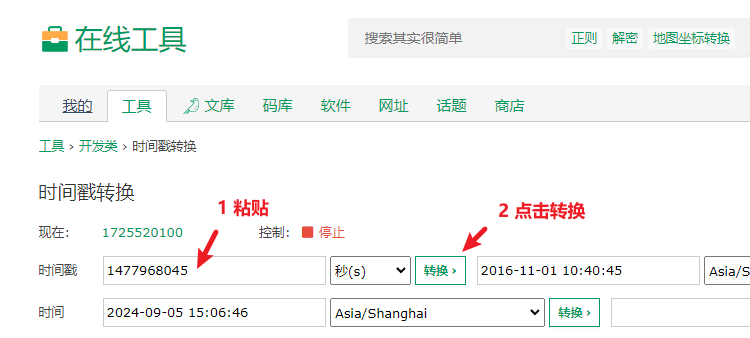 在线工具
搜索其实很简单 正则 解密 地图坐标转换
我的 工具 文库 码库 软件 网址 话题 商店
工具 › 开发类 › 时间戳转换
时间戳转换
1 粘贴
2 点击转换
现在： 1725520100 控制： 停止
时间戳 1477968045 秒(s) 转换 › 2016-11-01 10:40:45 Asia/S
时间 2024-09-05 15:06:46 Asia/Shanghai 转换 ›